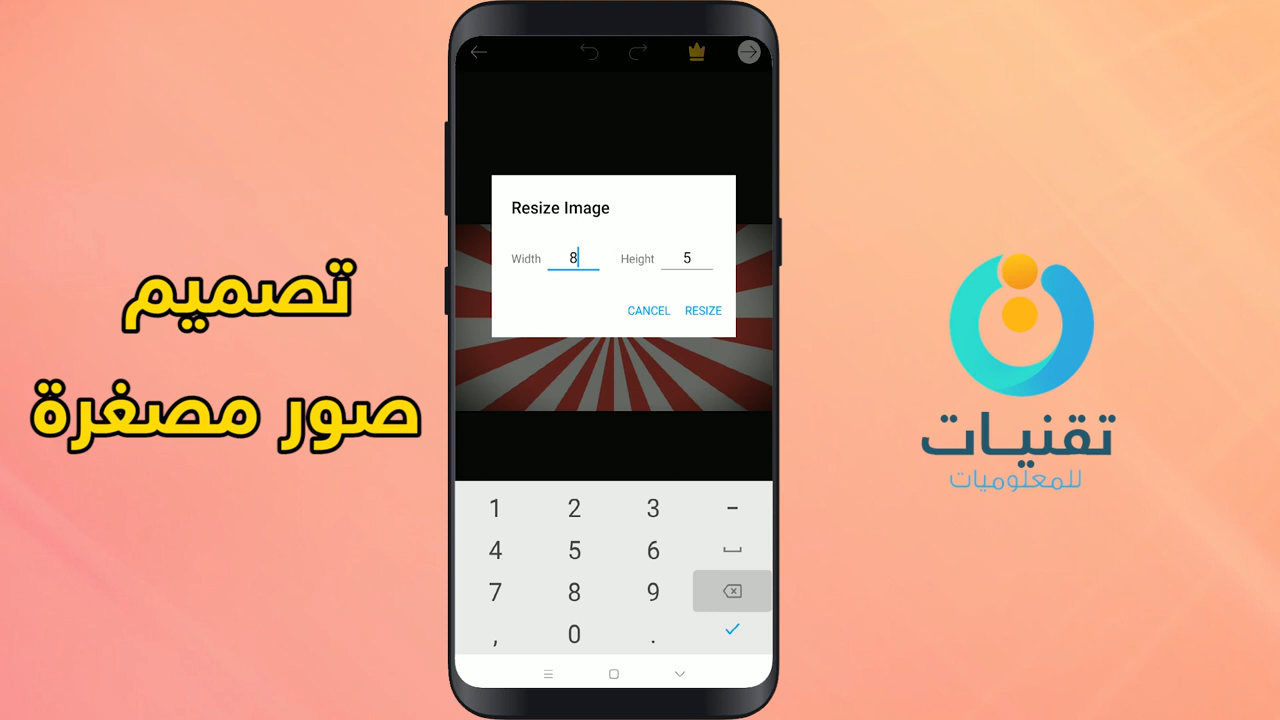 تصميم
صور مصغرة
Resize Image
Width 8 Height 5
CANCEL RESIZE
1 2 3 -
4 5 6
7 8 9
, 0 .
تقنيات
للمعلوميات